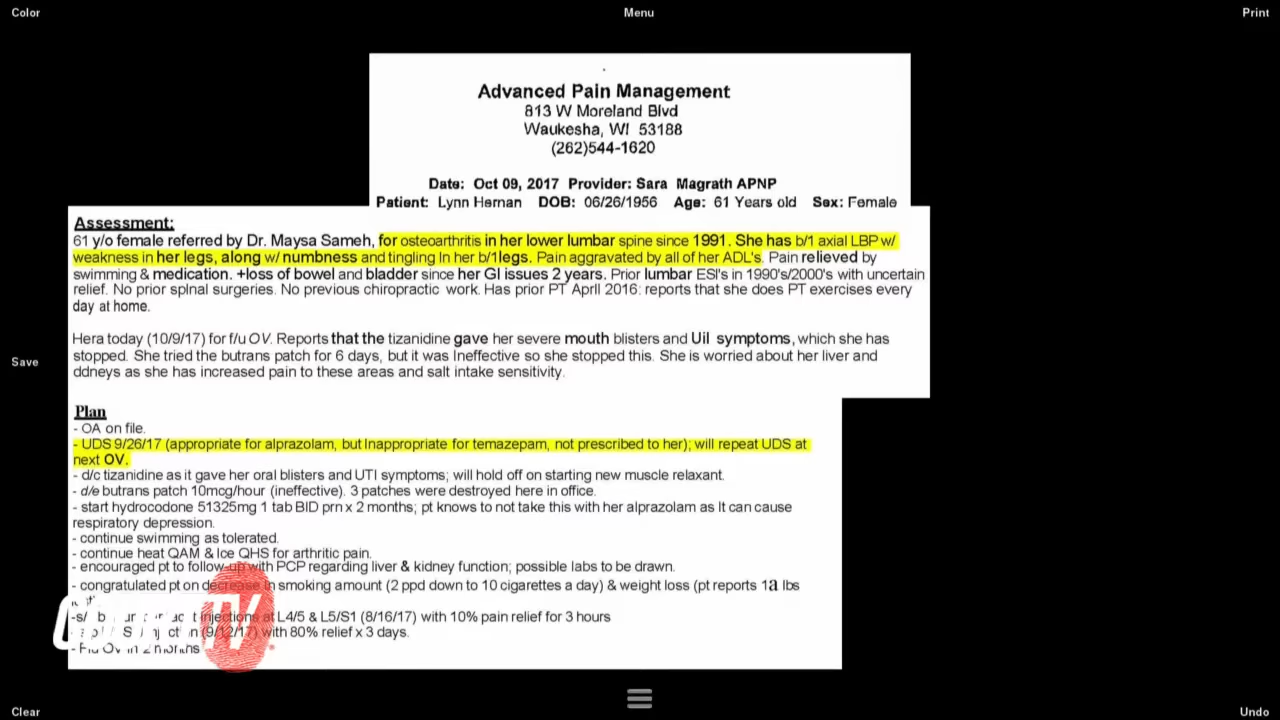 Color
Menu
Print
Advanced Pain Management
813 W Moreland Blvd
Waukesha, WI 53188
(262)544-1620
Date: Oct 09, 2017 Provider: Sara Magrath APNP
Patient: Lynn Hernan DOB: 06/26/1956 Age: 61 Years old Sex: Female
Assessment:
61 y/o female referred by Dr. Maysa Sameh, for osteoarthritis in her lower lumbar spine since 1991. She has b/1 axial LBP w/
weakness in her legs, along w/ numbness and tingling In her b/1legs. Pain aggravated by all of her ADL's. Pain relieved by
swimming & medication. +loss of bowel and bladder since her GI issues 2 years. Prior lumbar ESI's in 1990's/2000's with uncertain
relief. No prior splnal surgeries. No previous chiropractic work. Has prior PT Aprll 2016: reports that she does PT exercises every
day at home.
Hera today (10/9/17) for f/u OV. Reports that the tizanidine gave her severe mouth blisters and Uil symptoms, which she has
stopped. She tried the butrans patch for 6 days, but it was Ineffective so she stopped this. She is worried about her liver and
ddneys as she has increased pain to these areas and salt intake sensitivity.
Save
Plan
- OA on file.
- UDS 9/26/17 (appropriate for alprazolam, but Inappropriate for temazepam, not prescribed to her); will repeat UDS at
next OV.
- d/c tizanidine as it gave her oral blisters and UTI symptoms; will hold off on starting new muscle relaxant.
- d/e butrans patch 10mcg/hour (ineffective). 3 patches were destroyed here in office.
- start hydrocodone 51325mg 1 tab BID prn x 2 months; pt knows to not take this with her alprazolam as It can cause
respiratory depression.
- continue swimming as tolerated.
- continue heat QAM & Ice QHS for arthritic pain.
- encouraged pt to follow-up with PCP regarding liver & kidney function; possible labs to be drawn.
- congratulated pt on decrease in smoking amount (2 ppd down to 10 cigarettes a day) & weight loss (pt reports 1a lbs
injections at L4/5 & L5/S1 (8/16/17) with 10% pain relief for 3 hours
(9/12/17) with 80% relief x 3 days.
OV in 2 months
TV
Clear
Undo